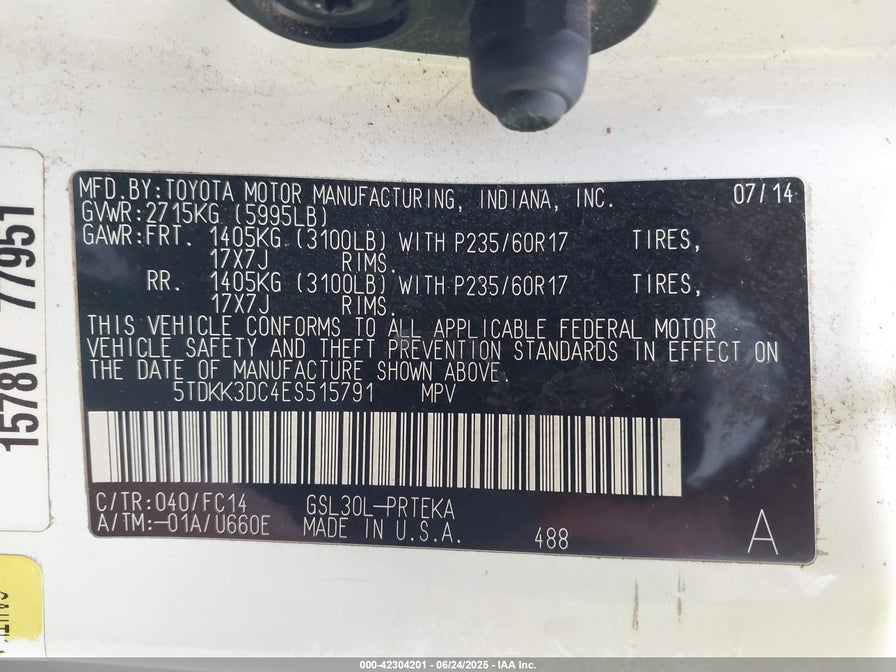 MFD.BY:TOYOTA MOTOR MANUFACTURING, INDIANA, INC. 07/14
GVWR:2715KG (5995LB)
GAWR:FRT. 1405KG (3100LB) WITH P235/60R17 TIRES,
17X7J RIMS.
RR. 1405KG (3100LB) WITH P235/60R17 TIRES,
17X7J RIMS.
THIS VEHICLE CONFORMS TO ALL APPLICABLE FEDERAL MOTOR
VEHICLE SAFETY AND THEFT PREVENTION STANDARDS IN EFFECT ON
THE DATE OF MANUFACTURE SHOWN ABOVE.
5TDKK3DC4ES515791 MPV
C/TR:040/FC14 GSL30L-PRTEKA
A/TM:-01A/U660E MADE IN U.S.A. 488 A
1578V 77951
000-42304201 - 06/24/2025 - IAA Inc.